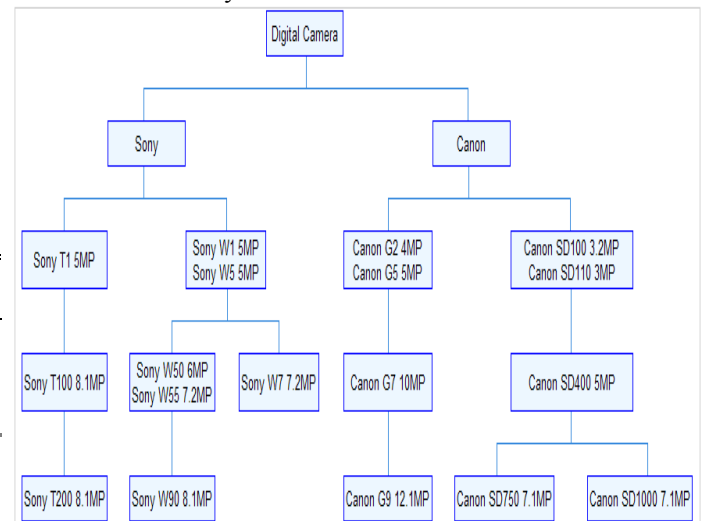 Digital Camera
Sony
Canon
Sony T1 5MP
Sony W1 5MP
Sony W5 5MP
Canon G2 4MP
Canon G5 5MP
Canon SD100 3.2MP
Canon SD110 3MP
Sony T100 8.1MP
Sony W50 6MP
Sony W55 7.2MP
Sony W7 7.2MP
Canon G7 10MP
Canon SD400 5MP
Sony T200 8.1MP
Sony W90 8.1MP
Canon G9 12.1MP
Canon SD750 7.1MP
Canon SD1000 7.1MP